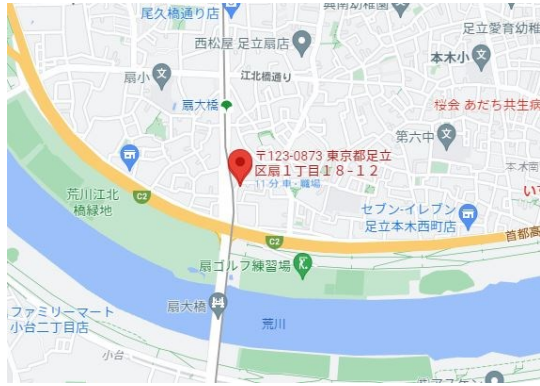 尾久橋通り店
西松屋 足立扇店
足立愛育幼稚
本木小
扇小
江北橋通り
扇大橋
桜会 あだち共生病
第六中
〒123-0873 東京都足立
区扇1丁目18-12
11 分 車・職場
本木南
荒川江北
橋緑地
C2
セブン-イレブン
足立本木西町店
首都高
C2
扇ゴルフ練習場
扇大橋
ファミリーマート
小台二丁目店
荒川
小台